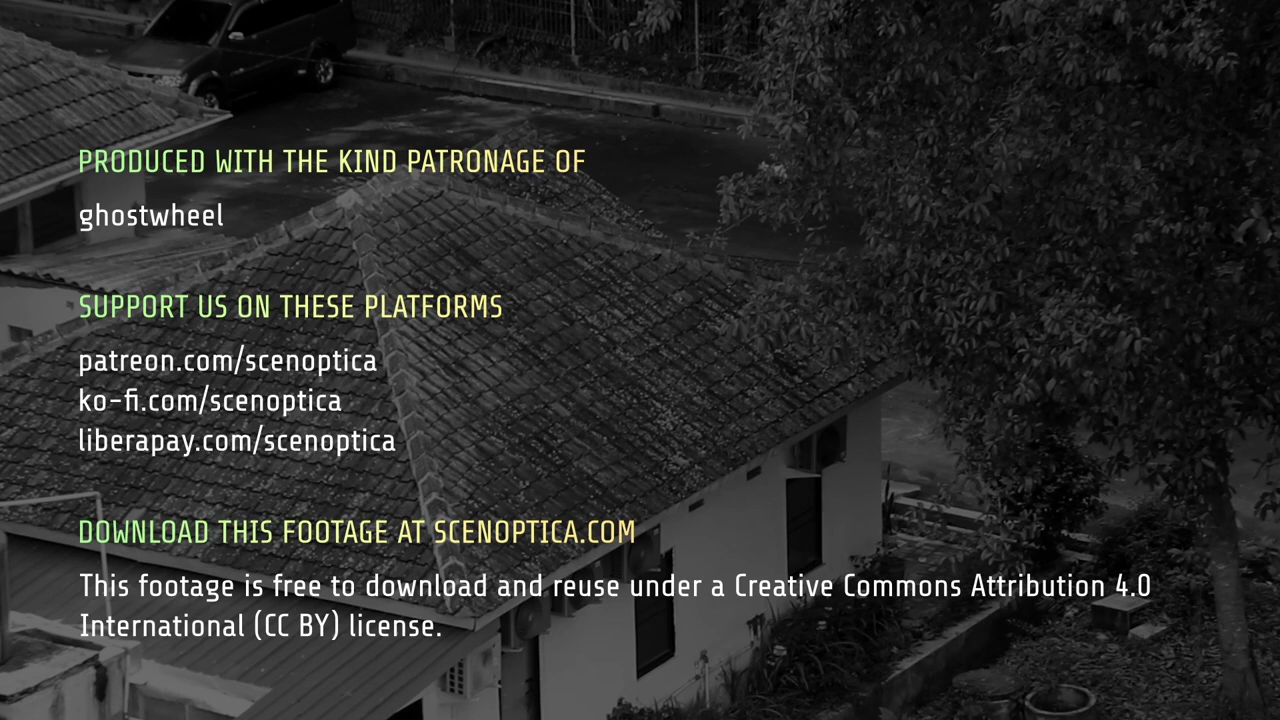 PRODUCED WITH THE KIND PATRONAGE OF
ghostwheel
SUPPORT US ON THESE PLATFORMS
patreon.com/scenoptica
ko-fi.com/scenoptica
liberapay.com/scenoptica
DOWNLOAD THIS FOOTAGE AT SCENOPTICA.COM
This footage is free to download and reuse under a Creative Commons Attribution 4.0
International (CC BY) license.